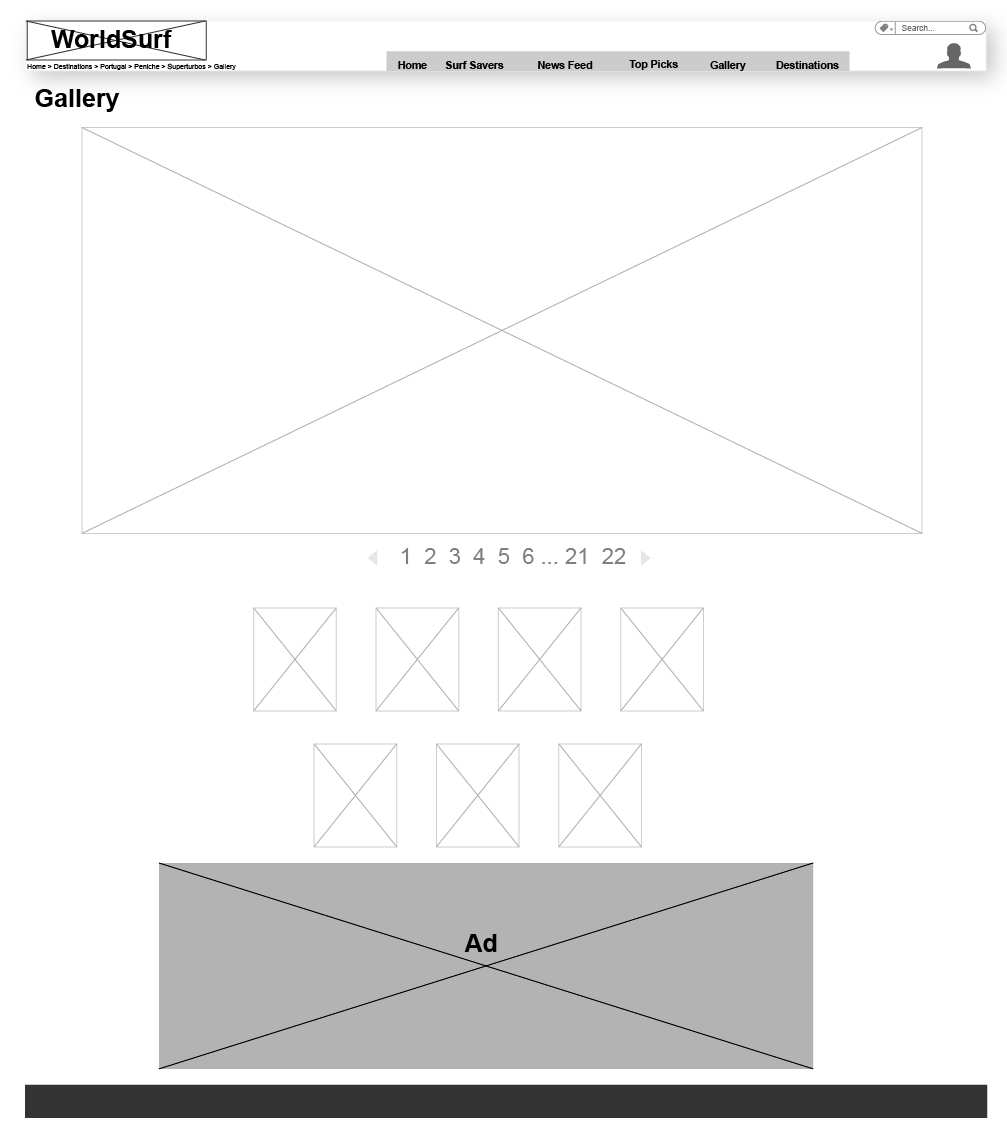 WorldSurf
Search...
Home > Destinations > Portugal > Peniche > Superturbos > Gallery
Home Surf Savers News Feed Top Picks Gallery Destinations
Gallery
1 2 3 4 5 6 ... 21 22
Ad